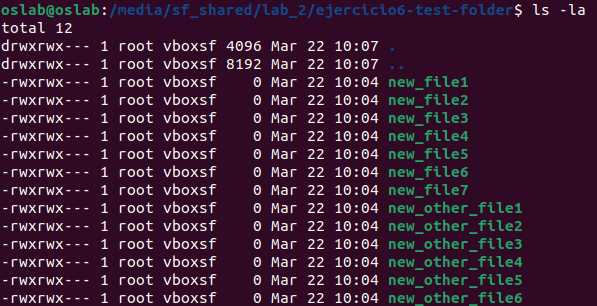 oslab@oslab:/media/sf_shared/lab_2/ejercicio6-test-folder$ ls -la
total 12
drwxrwx--- 1 root vboxsf 4096 Mar 22 10:07 .
drwxrwx--- 1 root vboxsf 8192 Mar 22 10:07 ..
-rwxrwx--- 1 root vboxsf    0 Mar 22 10:04 new_file1
-rwxrwx--- 1 root vboxsf    0 Mar 22 10:04 new_file2
-rwxrwx--- 1 root vboxsf    0 Mar 22 10:04 new_file3
-rwxrwx--- 1 root vboxsf    0 Mar 22 10:04 new_file4
-rwxrwx--- 1 root vboxsf    0 Mar 22 10:04 new_file5
-rwxrwx--- 1 root vboxsf    0 Mar 22 10:04 new_file6
-rwxrwx--- 1 root vboxsf    0 Mar 22 10:04 new_file7
-rwxrwx--- 1 root vboxsf    0 Mar 22 10:04 new_other_file1
-rwxrwx--- 1 root vboxsf    0 Mar 22 10:04 new_other_file2
-rwxrwx--- 1 root vboxsf    0 Mar 22 10:04 new_other_file3
-rwxrwx--- 1 root vboxsf    0 Mar 22 10:04 new_other_file4
-rwxrwx--- 1 root vboxsf    0 Mar 22 10:04 new_other_file5
-rwxrwx--- 1 root vboxsf    0 Mar 22 10:04 new_other_file6